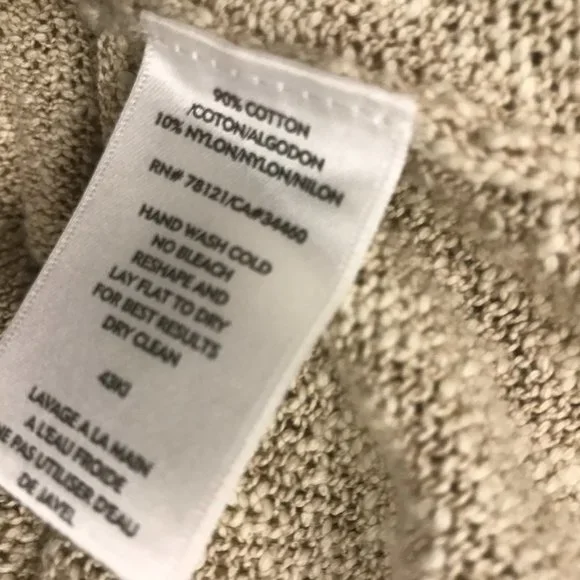 90% COTTON
/COTON/ALGODON
10% NYLON/NYLON/NILON
RN# 78121/CA#34460
HAND WASH COLD
NO BLEACH
RESHAPE AND
LAY FLAT TO DRY
FOR BEST RESULTS
DRY CLEAN
43KI
LAVAGE A LA MAIN
A L'EAU FROIDE
NE PAS UTILISER D'EAU
DE JAVEL